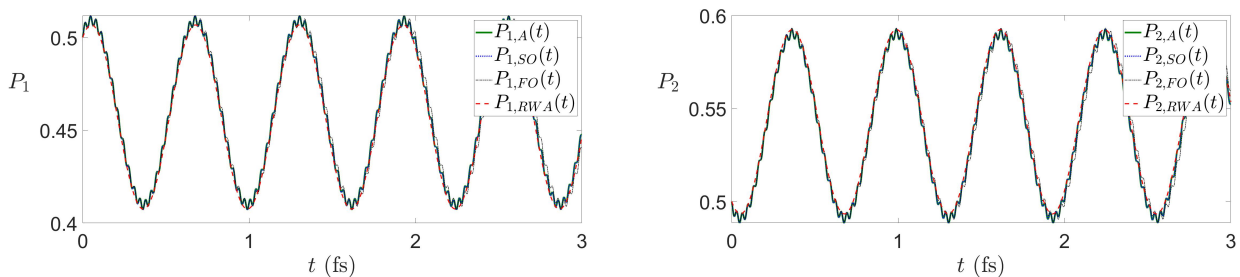 0.5
0.45
0.4
P₁
0 1 2 3
t (fs)
P₁,A(t)
P₁,SO(t)
P₁,FO(t)
P₁,RWA(t)
0.6
0.55
0.5
P₂
0 1 2 3
t (fs)
P₂,A(t)
P₂,SO(t)
P₂,FO(t)
P₂,RWA(t)